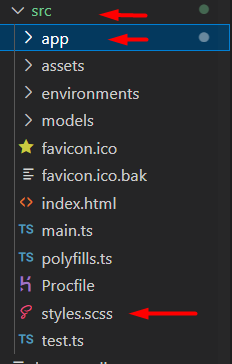 src
app
assets
environments
models
favicon.ico
favicon.ico.bak
index.html
TS main.ts
TS polyfills.ts
Procfile
styles.scss
TS test.ts